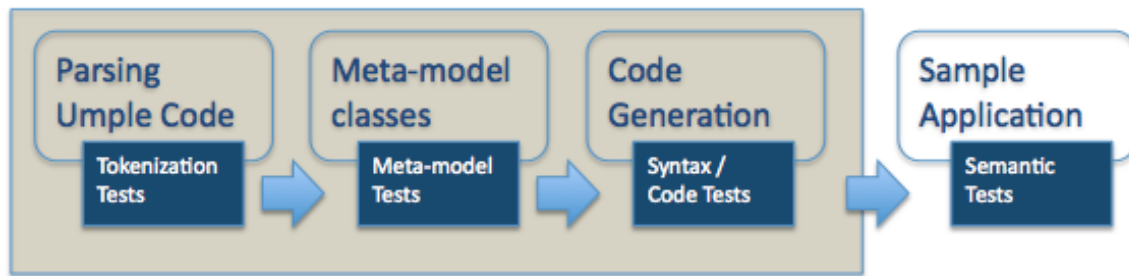 Parsing
Umple Code
Tokenization
Tests
Meta-model
classes
Meta-model
Tests
Code
Generation
Syntax /
Code Tests
Sample
Application
Semantic
Tests